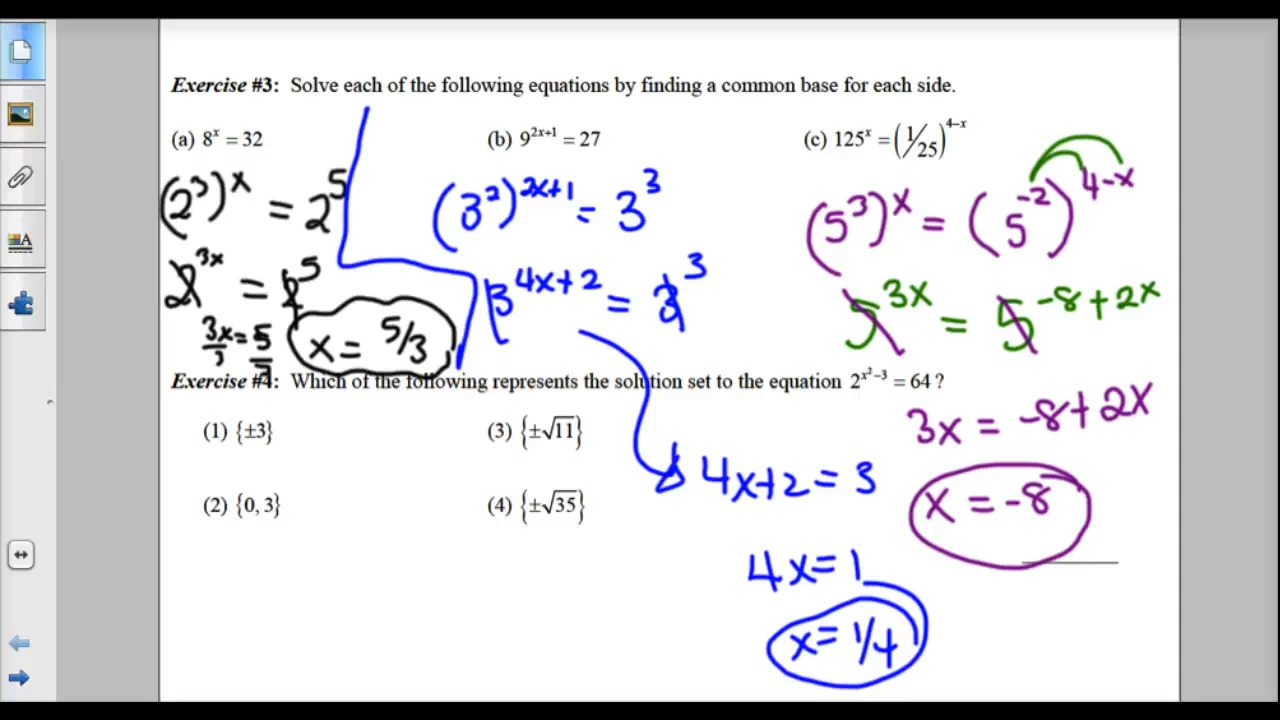 Exercise #3: Solve each of the following equations by finding a common base for each side.
(a) 8^x = 32
(b) 9^{2x+1} = 27
(c) 125^x = (1/25)^{4-x}
(2^3)^x = 2^5
2^{3x} = 2^5
3x/3 = 5/3
x = 5/3
(3^2)^{2x+1} = 3^3
3^{4x+2} = 3^3
4x+2 = 3
4x = 1
x = 1/4
(5^3)^x = (5^{-2})^{4-x}
5^{3x} = 5^{-8+2x}
3x = -8+2x
x = -8
Exercise #4: Which of the following represents the solution set to the equation 2^{x^2-3} = 64?
(1) {±3}
(3) {±√11}
(2) {0, 3}
(4) {±√35}